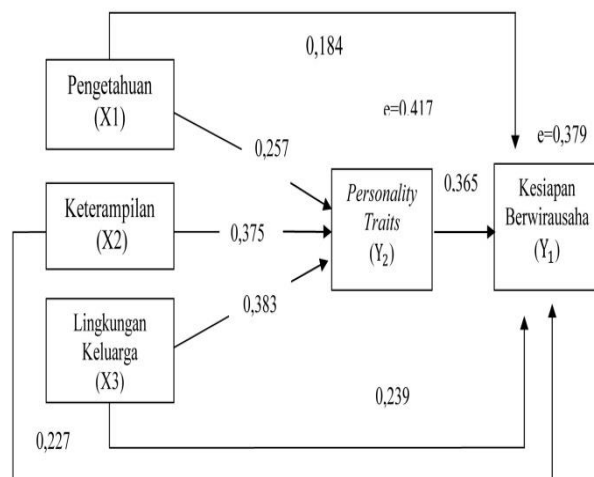 0,184
Pengetahuan
(X1)
e=0.417
e=0,379
0,257
0.365
Keterampilan
(X2)
0,375
Personality
Traits
(Y₂)
Kesiapan
Berwirausaha
(Y₁)
0,383
Lingkungan
Keluarga
(X3)
0,239
0,227